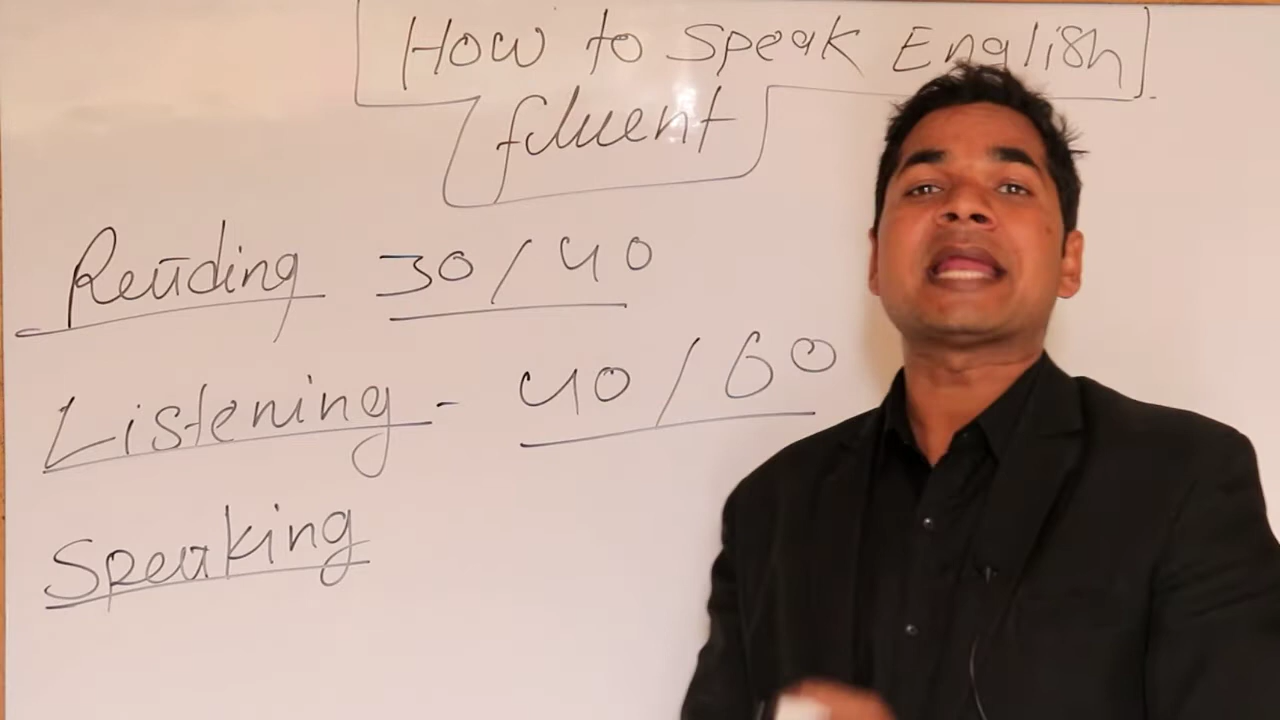 How to Speak English
fluent
Reading 30/40
Listening - 40/60
Speaking